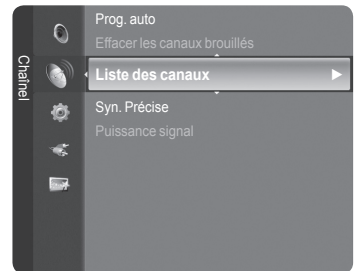 Chaînel
Prog. auto
Effacer les canaux brouillés
Liste des canaux
Syn. Précise
Puissance signal